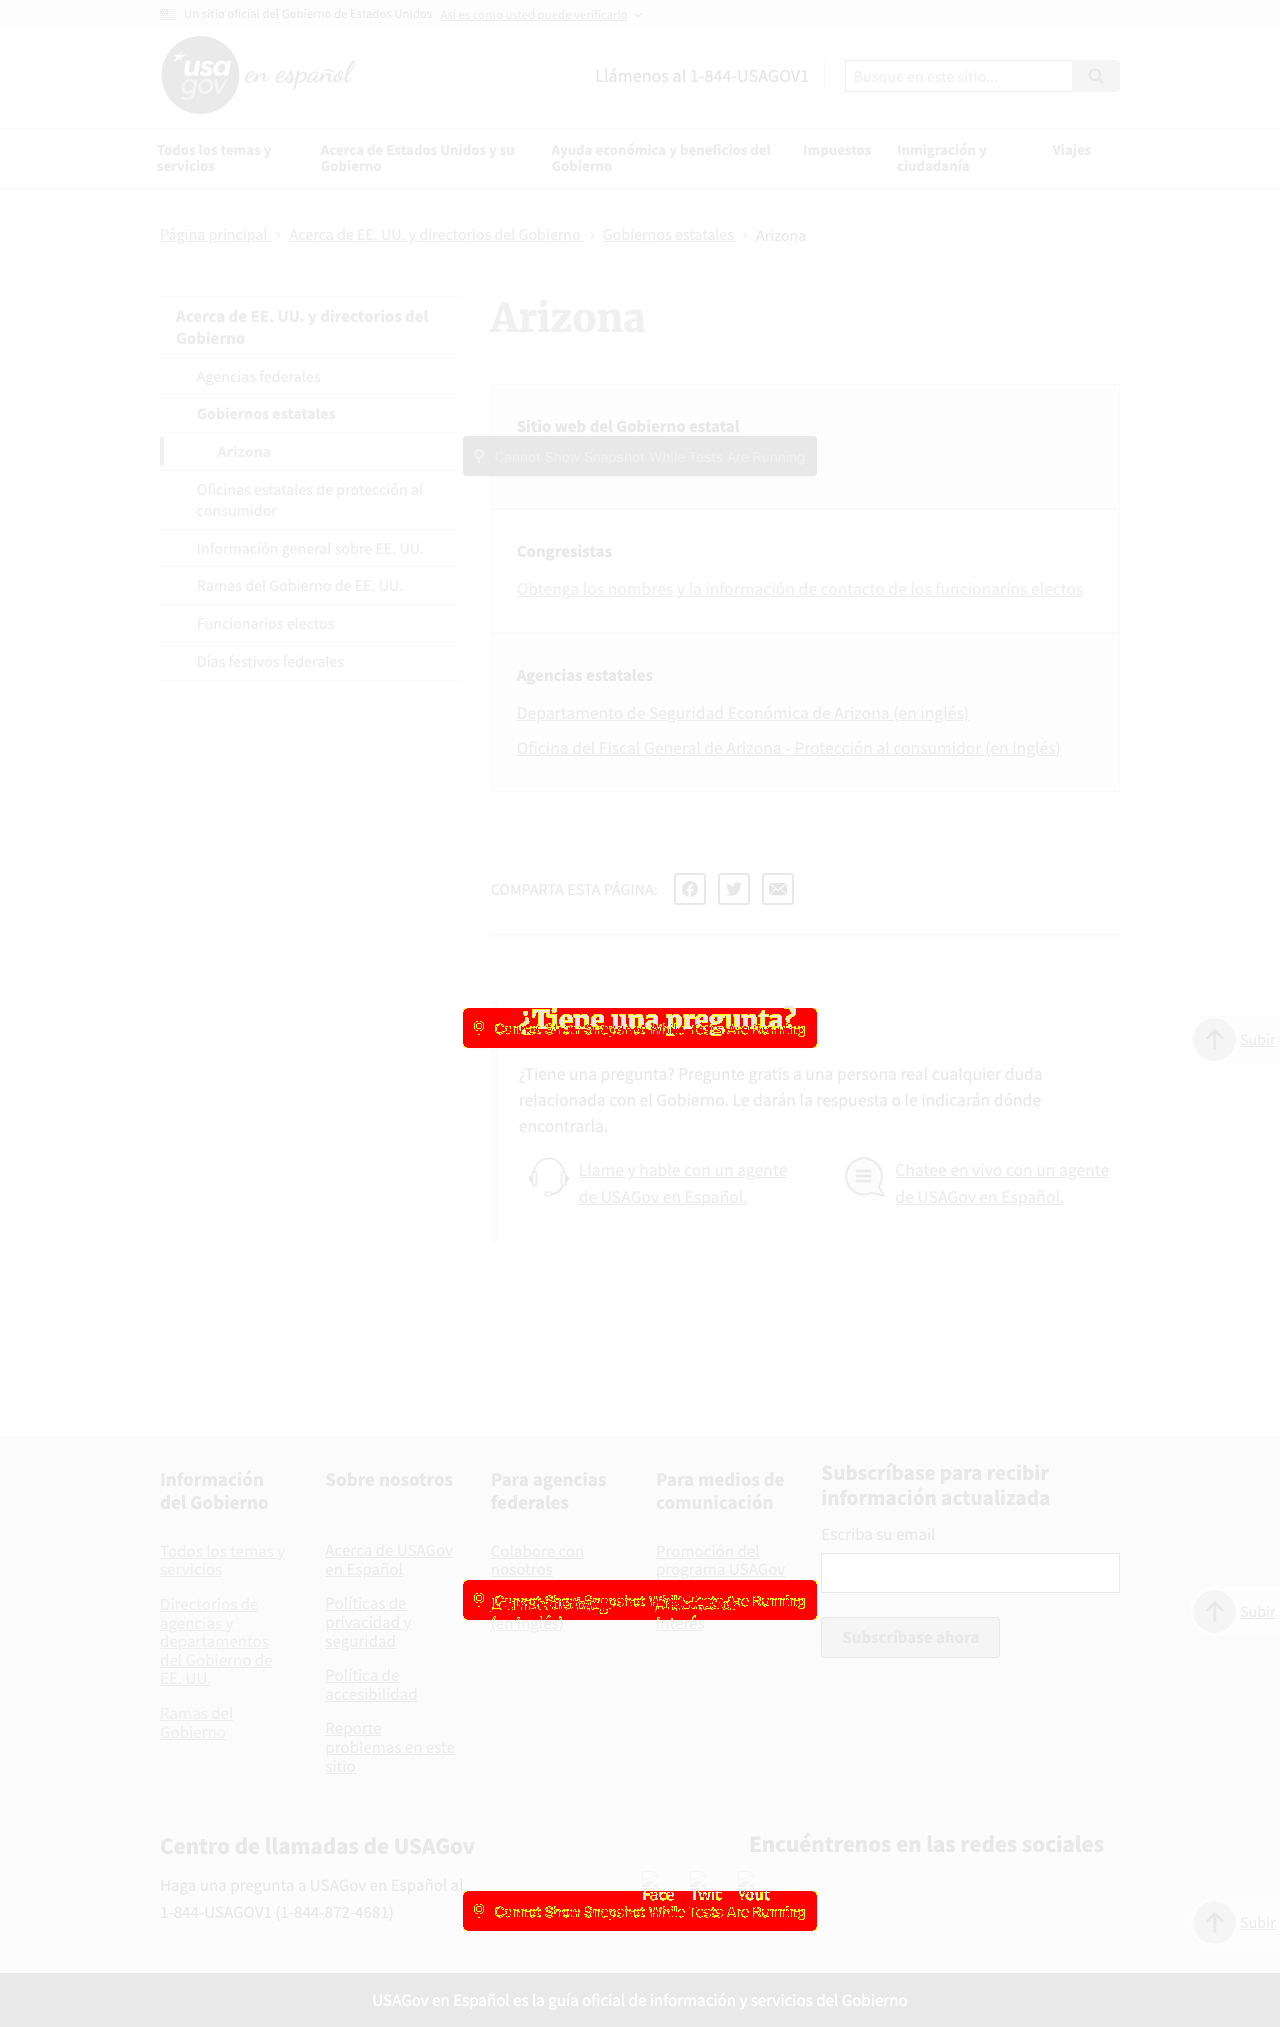 Un sitio oficial del Gobierno de Estados Unidos Así es como usted puede verificarlo
usa
gov
en español
Llámenos al 1-844-USAGOV1
Busque en este sitio...
Todos los temas y
servicios
Acerca de Estados Unidos y su
Gobierno
Ayuda económica y beneficios del
Gobierno
Impuestos
Inmigración y
ciudadanía
Viajes
Página principal
Acerca de EE. UU. y directorios del Gobierno
Gobiernos estatales
Arizona
Acerca de EE. UU. y directorios del
Gobierno
Agencias federales
Gobiernos estatales
Arizona
Oficinas estatales de protección al
consumidor
Información general sobre EE. UU.
Ramas del Gobierno de EE. UU.
Funcionarios electos
Días festivos federales
Arizona
Sitio web del Gobierno estatal
Cannot Show Snapshot While Tests Are Running
Congresistas
Obtenga los nombres y la información de contacto de los funcionarios electos
Agencias estatales
Departamento de Seguridad Económica de Arizona (en inglés)
Oficina del Fiscal General de Arizona - Protección al consumidor (en inglés)
COMPARTA ESTA PÁGINA:
¿Tiene una pregunta?
Cannot Show Snapshot While Tests Are Running
Subir
¿Tiene una pregunta? Pregunte gratis a una persona real cualquier duda
relacionada con el Gobierno. Le darán la respuesta o le indicarán dónde
encontrarla.
Llame y hable con un agente
de USAGov en Español.
Chatee en vivo con un agente
de USAGov en Español.
Información
del Gobierno
Todos los temas y
servicios
Directorios de
agencias y
departamentos
del Gobierno de
EE. UU.
Ramas del
Gobierno
Sobre nosotros
Acerca de USAGov
en Español
Políticas de
privacidad y
seguridad
Política de
accesibilidad
Reporte
problemas en este
sitio
Para agencias
federales
Colabore con
nosotros
(en inglés)
Para medios de
comunicación
Promoción del
programa USAGov
interés
Cannot Show Snapshot While Tests Are Running
Subscríbase para recibir
información actualizada
Escriba su email
Subscríbase ahora
Subir
Centro de llamadas de USAGov
Haga una pregunta a USAGov en Español al
1-844-USAGOV1 (1-844-872-4681)
Encuéntrenos en las redes sociales
Face
Twit
Yout
Cannot Show Snapshot While Tests Are Running
Subir
USAGov en Español es la guía oficial de información y servicios del Gobierno